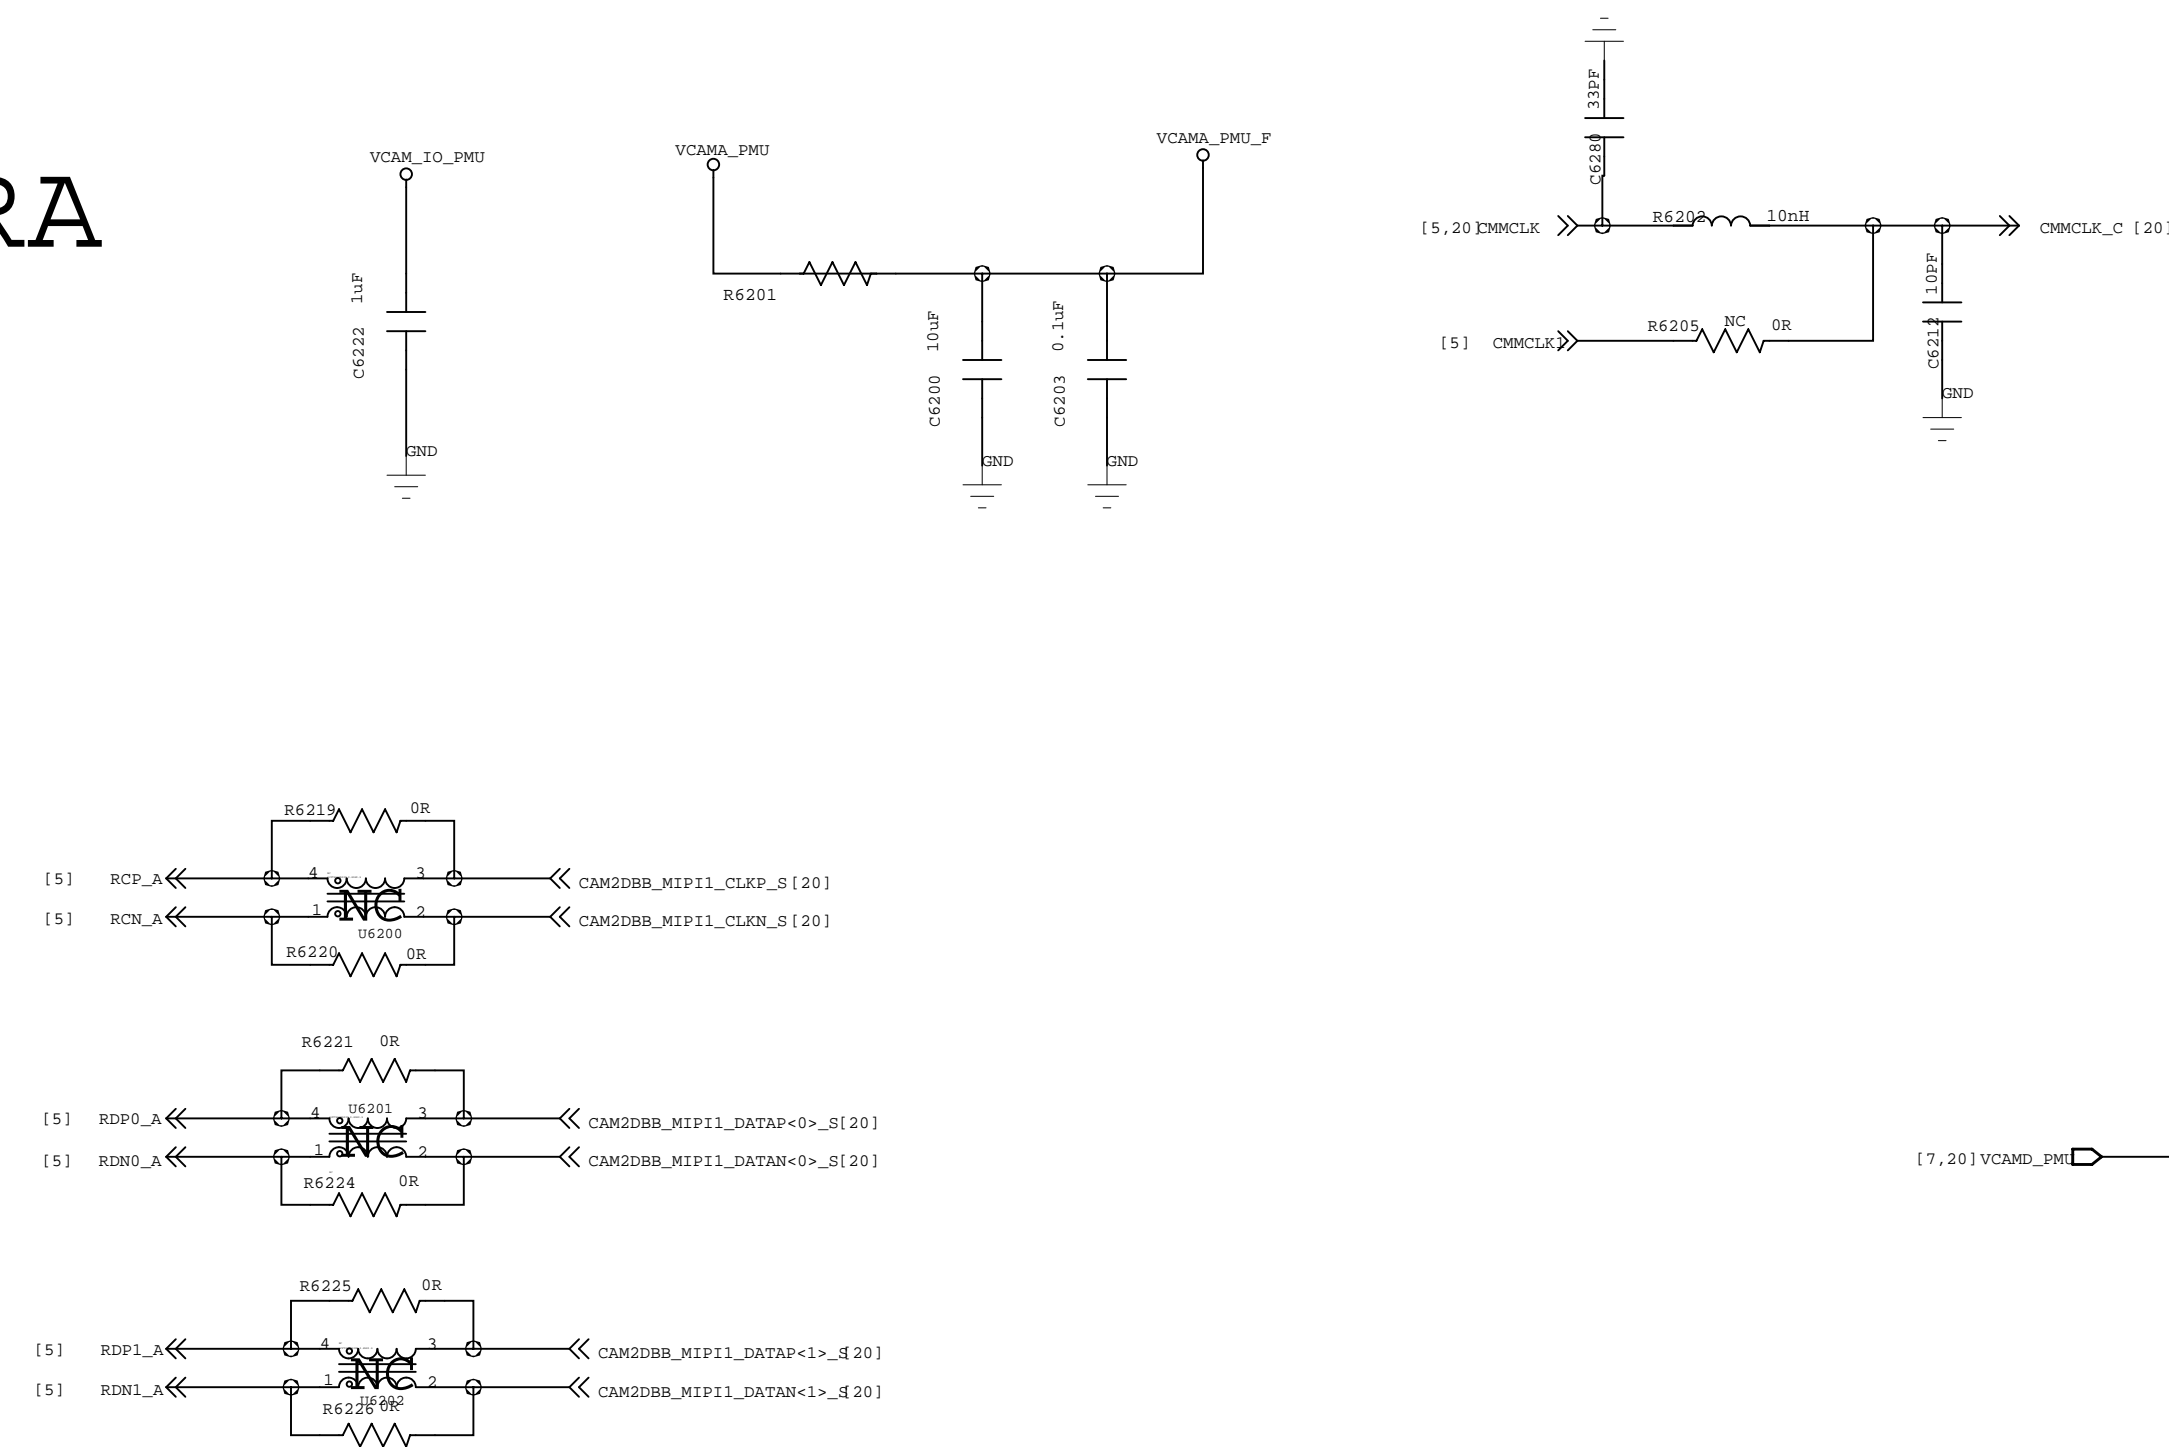 RA
VCAM_IO_PMU
1uF
C6222
GND
VCAMA_PMU
VCAMA_PMU_F
R6201
10uF
C6200
GND
0.1uF
C6203
GND
33PF
C6280
[5,20]CMMCLK
R6202
10nH
CMMCLK_C [20]
[5] CMMCLK1
R6205
NC
0R
10PF
C6212
GND
R6219
0R
[5] RCP_A
4
3
CAM2DBB_MIPI1_CLKP_S[20]
NC
[5] RCN_A
1
2
CAM2DBB_MIPI1_CLKN_S[20]
U6200
R6220
0R
R6221
0R
U6201
[5] RDP0_A
4
3
CAM2DBB_MIPI1_DATAP<0>_S[20]
NC
[5] RDN0_A
1
2
CAM2DBB_MIPI1_DATAN<0>_S[20]
R6224
0R
[7,20]VCAMD_PMU
R6225
0R
[5] RDP1_A
4
3
CAM2DBB_MIPI1_DATAP<1>_S[20]
NC
[5] RDN1_A
1
2
CAM2DBB_MIPI1_DATAN<1>_S[20]
U6202
R6226
0R